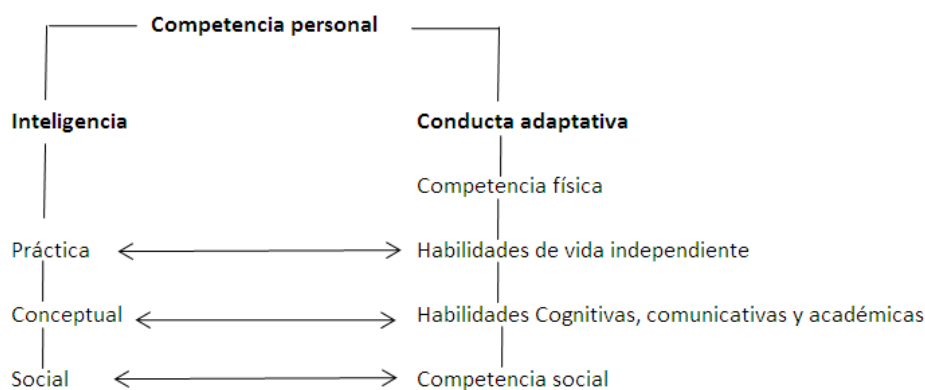 Competencia personal
Inteligencia
Conducta adaptativa
Competencia física
Práctica
Habilidades de vida independiente
Conceptual
Habilidades Cognitivas, comunicativas y académicas
Social
Competencia social